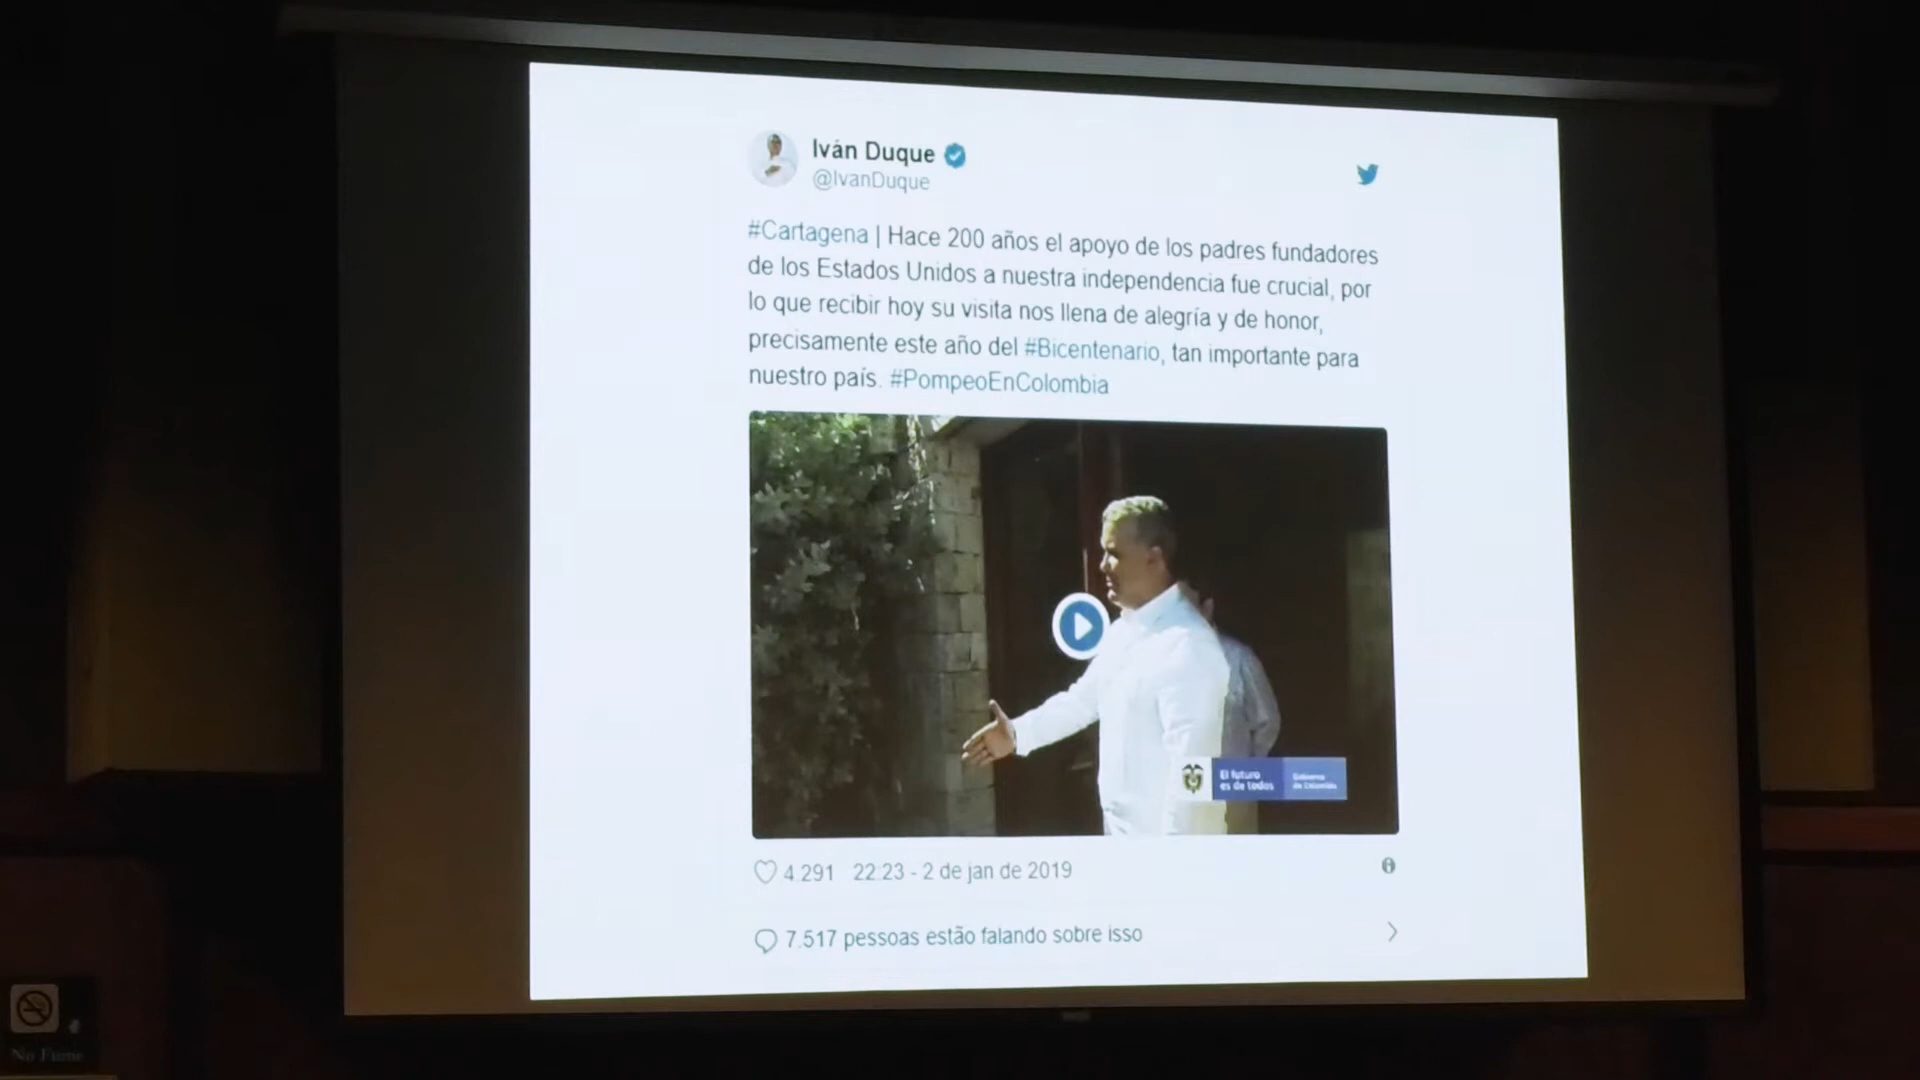 Iván Duque
@IvanDuque
#Cartagena | Hace 200 años el apoyo de los padres fundadores
de los Estados Unidos a nuestra independencia fue crucial, por
lo que recibir hoy su visita nos llena de alegría y de honor,
precisamente este año del #Bicentenario, tan importante para
nuestro país. #PompeoEnColombia
El futuro
es de todos
Gobierno
de Colombia
4.291 22:23 - 2 de jan de 2019
7.517 pessoas estão falando sobre isso
No Fume